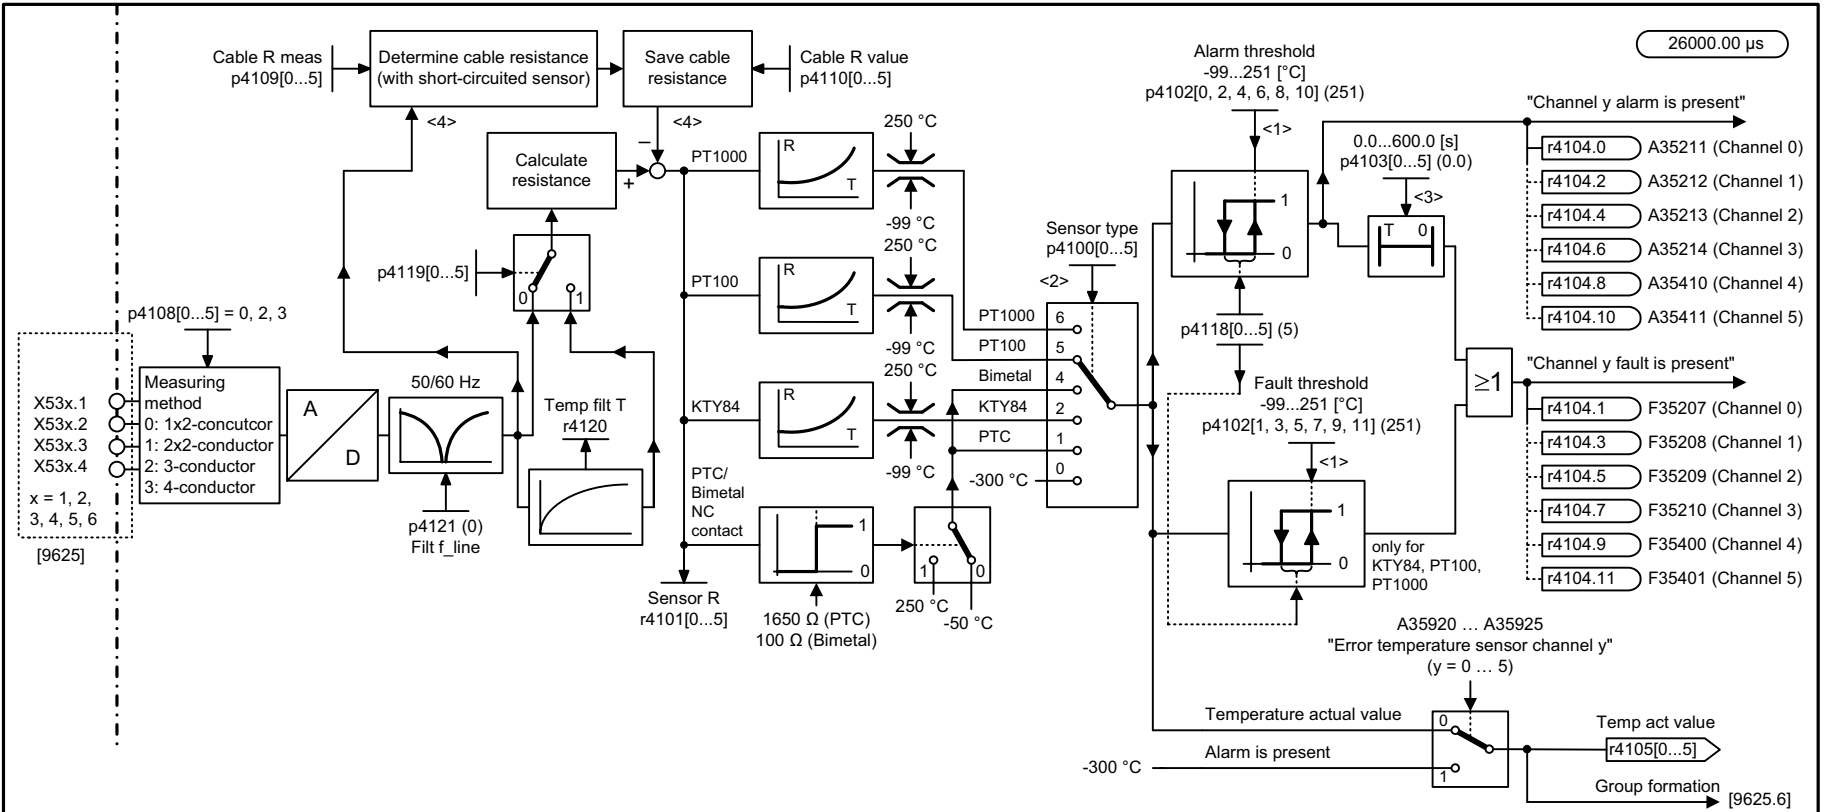 26000.00 µs
Cable R meas
p4109[0...5]
Determine cable resistance
(with short-circuited sensor)
Save cable
resistance
Cable R value
p4110[0...5]
<4>
<4>
Calculate
resistance
–
+
p4119[0...5]
0
1
p4108[0...5] = 0, 2, 3
X53x.1
X53x.2
X53x.3
X53x.4
x = 1, 2,
3, 4, 5, 6
[9625]
Measuring
method
0: 1x2-concutcor
1: 2x2-conductor
2: 3-conductor
3: 4-conductor
A
D
50/60 Hz
p4121 (0)
Filt f_line
Temp filt T
r4120
PT1000
R
T
250 °C
-99 °C
PT100
R
T
250 °C
-99 °C
KTY84
R
T
250 °C
-99 °C
PTC/
Bimetal
NC
contact
1
0
1650 Ω (PTC)
100 Ω (Bimetal)
Sensor R
r4101[0...5]
1
0
250 °C
-50 °C
Sensor type
p4100[0...5]
<2>
PT1000
6
PT100
5
Bimetal
4
KTY84
2
PTC
1
-300 °C
0
Alarm threshold
-99...251 [°C]
p4102[0, 2, 4, 6, 8, 10] (251)
<1>
1
0
p4118[0...5] (5)
0.0...600.0 [s]
p4103[0...5] (0.0)
<3>
T
0
Fault threshold
-99...251 [°C]
p4102[1, 3, 5, 7, 9, 11] (251)
<1>
1
0
only for
KTY84, PT100,
PT1000
≥1
"Channel y alarm is present"
r4104.0 A35211 (Channel 0)
r4104.2 A35212 (Channel 1)
r4104.4 A35213 (Channel 2)
r4104.6 A35214 (Channel 3)
r4104.8 A35410 (Channel 4)
r4104.10 A35411 (Channel 5)
"Channel y fault is present"
r4104.1 F35207 (Channel 0)
r4104.3 F35208 (Channel 1)
r4104.5 F35209 (Channel 2)
r4104.7 F35210 (Channel 3)
r4104.9 F35400 (Channel 4)
r4104.11 F35401 (Channel 5)
A35920 … A35925
"Error temperature sensor channel y"
(y = 0 … 5)
Temperature actual value
0
-300 °C
Alarm is present
1
Temp act value
r4105[0...5]
Group formation
[9625.6]